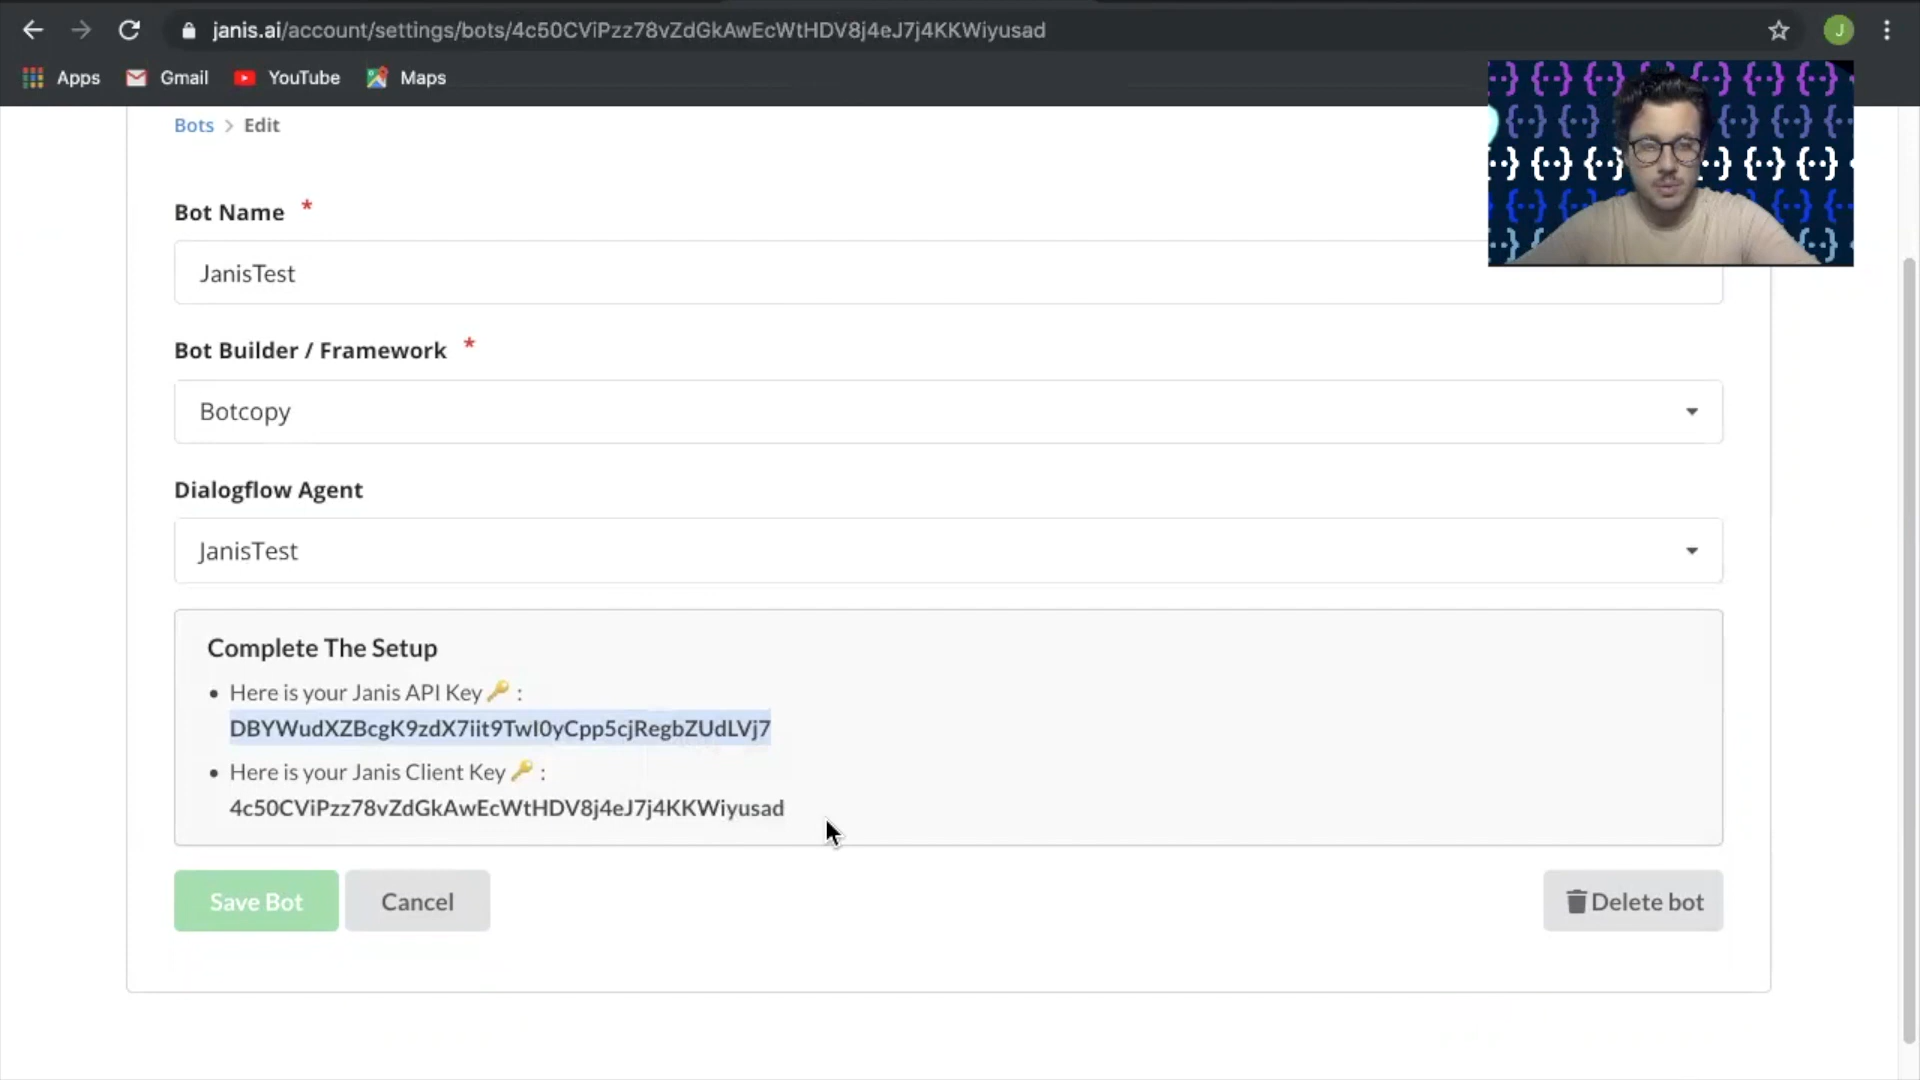 janis.ai/account/settings/bots/4c50CViPzz78vZdGkAwEcWtHDV8j4eJ7j4KKWiyusad
J
Apps Gmail YouTube Maps
Bots > Edit
Bot Name *
JanisTest
Bot Builder / Framework *
Botcopy
Dialogflow Agent
JanisTest
Complete The Setup
• Here is your Janis API Key 🔑 :
DBYWudXZBcgK9zdX7iit9TwI0yCpp5cjRegbZUdLVj7
• Here is your Janis Client Key 🔑 :
4c50CViPzz78vZdGkAwEcWtHDV8j4eJ7j4KKWiyusad
Save Bot Cancel Delete bot